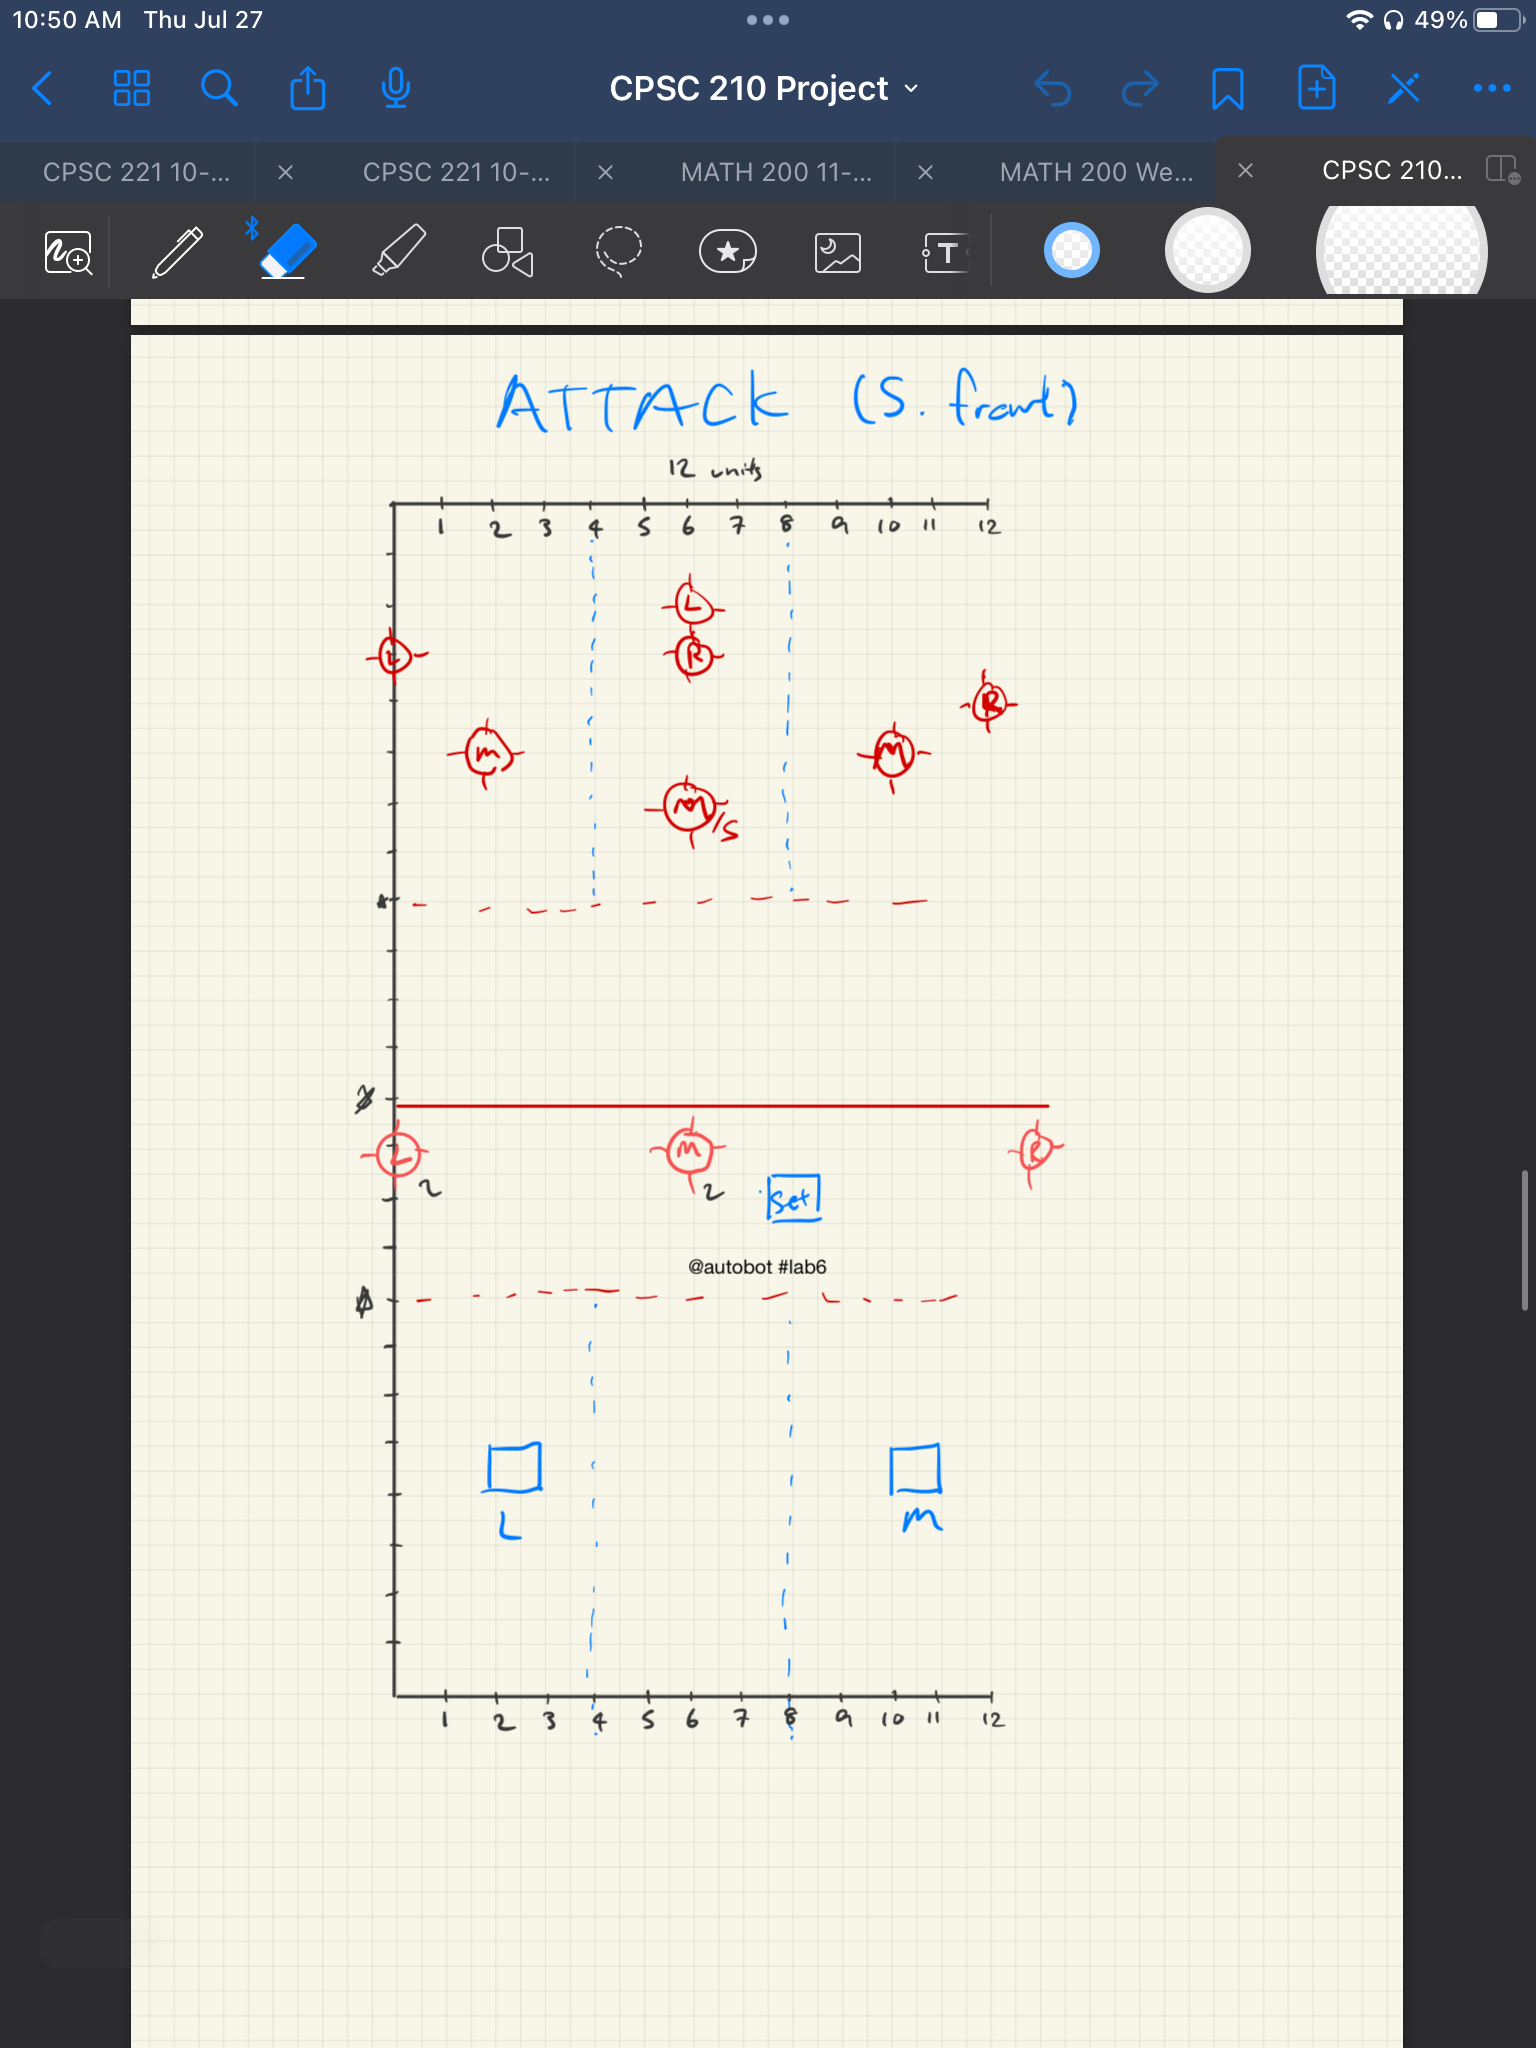 10:50 AM Thu Jul 27
49%
CPSC 210 Project
CPSC 221 10-...
CPSC 221 10-...
MATH 200 11-...
MATH 200 We...
CPSC 210...
T
ATTACK (S. front)
12 units
1 2 3 4 5 6 7 8 9 10 11 12
L
R
L
R
m
M
M/S
L
M
R
2
2
Set
@autobot #lab6
L
M
1 2 3 4 5 6 7 8 9 10 11 12